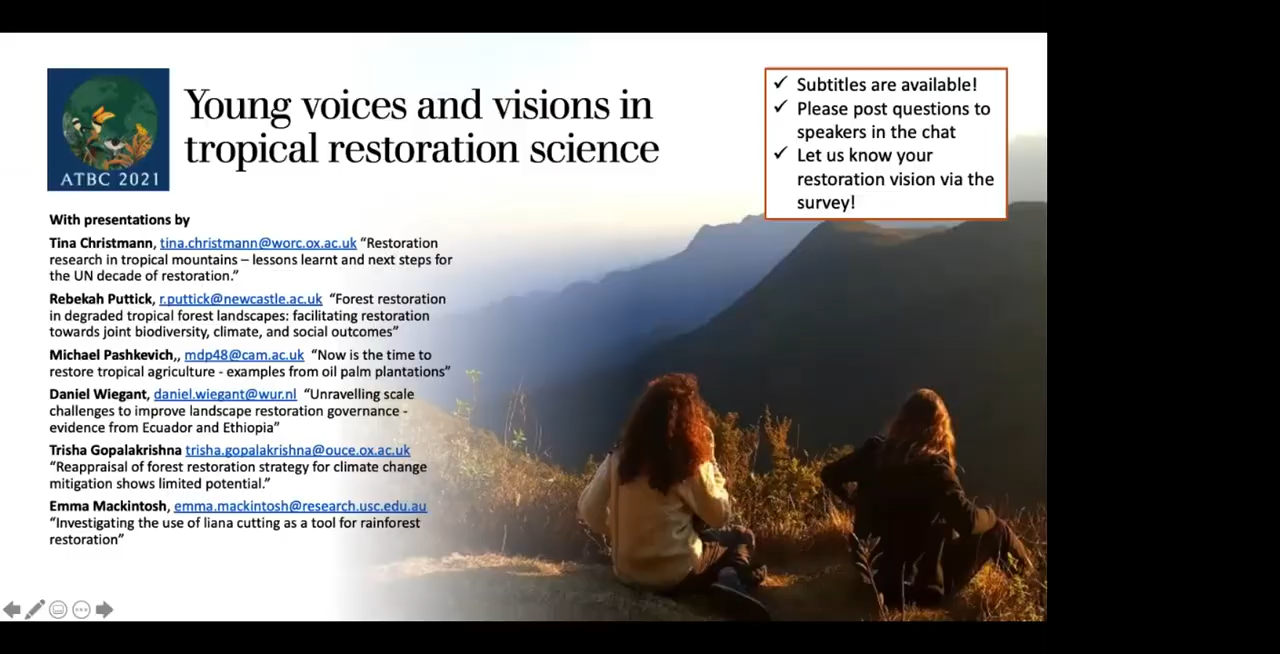 Young voices and visions in
tropical restoration science
ATBC 2021
✓ Subtitles are available!
✓ Please post questions to
speakers in the chat
✓ Let us know your
restoration vision via the
survey!
With presentations by
Tina Christmann, tina.christmann@worc.ox.ac.uk “Restoration
research in tropical mountains – lessons learnt and next steps for
the UN decade of restoration.”
Rebekah Puttick, r.puttick@newcastle.ac.uk “Forest restoration
in degraded tropical forest landscapes: facilitating restoration
towards joint biodiversity, climate, and social outcomes”
Michael Pashkevich,, mdp48@cam.ac.uk “Now is the time to
restore tropical agriculture - examples from oil palm plantations”
Daniel Wiegant, daniel.wiegant@wur.nl “Unravelling scale
challenges to improve landscape restoration governance -
evidence from Ecuador and Ethiopia”
Trisha Gopalakrishna trisha.gopalakrishna@ouce.ox.ac.uk
“Reappraisal of forest restoration strategy for climate change
mitigation shows limited potential.”
Emma Mackintosh, emma.mackintosh@research.usc.edu.au
“Investigating the use of liana cutting as a tool for rainforest
restoration”